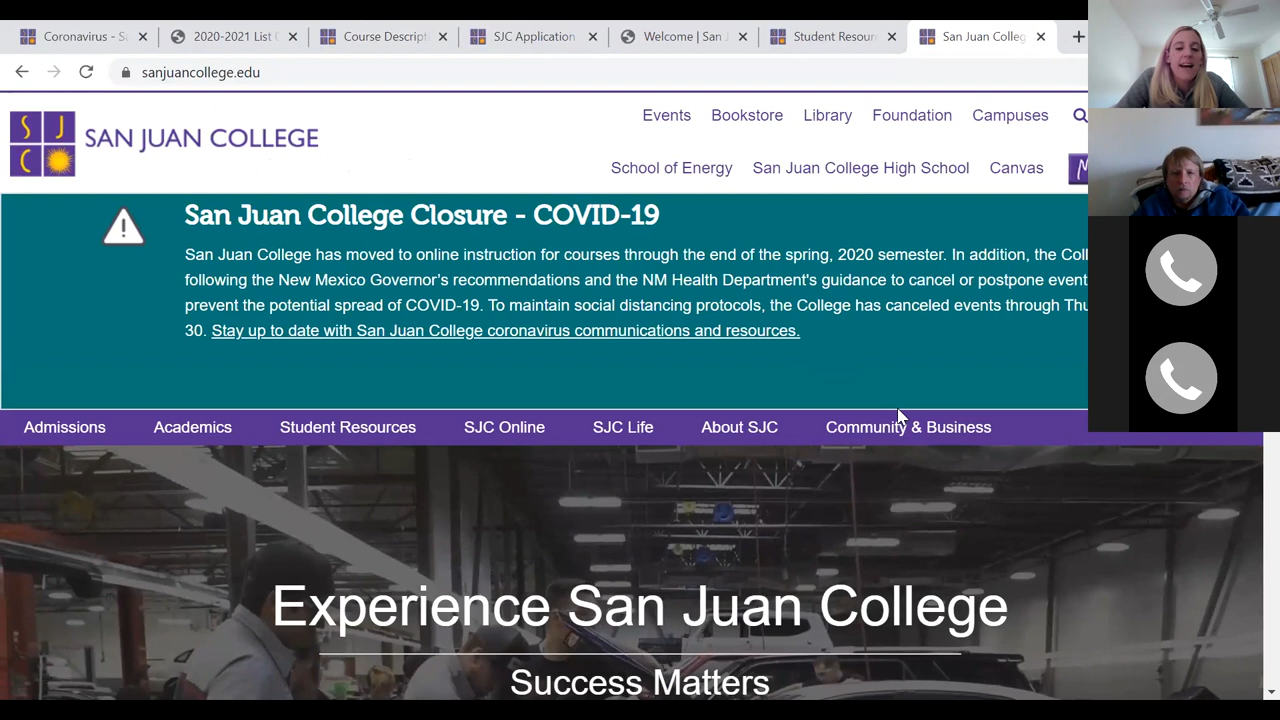 Coronavirus - S
2020-2021 List
Course Descript
SJC Application
Welcome | San J
Student Resour
San Juan Colleg
sanjuancollege.edu
Events Bookstore Library Foundation Campuses
S J C
SAN JUAN COLLEGE
School of Energy San Juan College High School Canvas
San Juan College Closure - COVID-19
San Juan College has moved to online instruction for courses through the end of the spring, 2020 semester. In addition, the Coll
following the New Mexico Governor's recommendations and the NM Health Department's guidance to cancel or postpone event
prevent the potential spread of COVID-19. To maintain social distancing protocols, the College has canceled events through Thu
30. Stay up to date with San Juan College coronavirus communications and resources.
Admissions Academics Student Resources SJC Online SJC Life About SJC Community & Business
Experience San Juan College
Success Matters